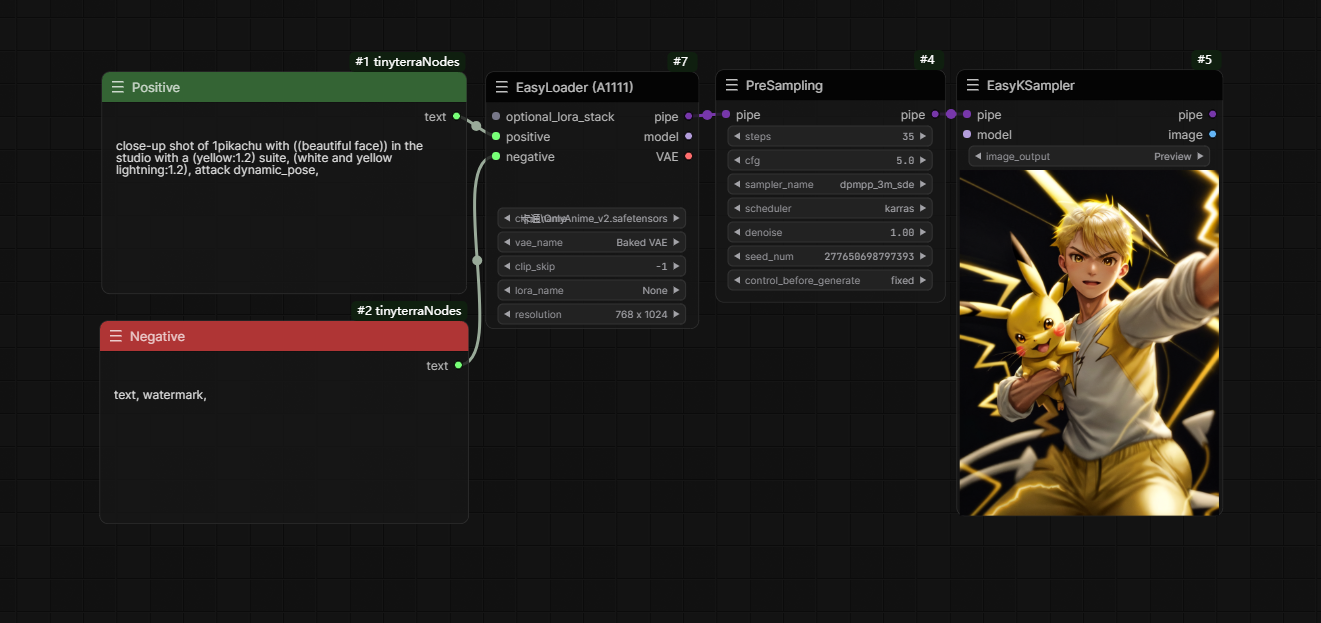 #1 tinyterraNodes
Positive
text
close-up shot of 1pikachu with ((beautiful face)) in the
studio with a (yellow:1.2) suite, (white and yellow
lightning:1.2), attack dynamic_pose,
#2 tinyterraNodes
Negative
text
text, watermark,
#7
EasyLoader (A1111)
optional_lora_stack pipe
positive model
negative VAE
OnlyAnime_v2.safetensors
vae_name Baked VAE
clip_skip -1
lora_name None
resolution 768 x 1024
#4
PreSampling
pipe pipe
steps 35
cfg 5.0
sampler_name dpmpp_3m_sde
scheduler karras
denoise 1.00
seed_num 277650698797393
control_before_generate fixed
#5
EasyKSampler
pipe pipe
model image
image_output Preview